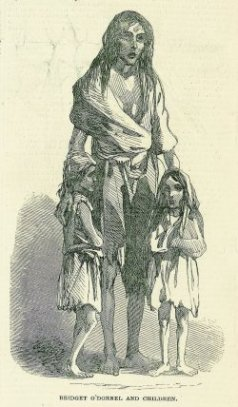 BRIDGET O'DONNEL AND CHILDREN.